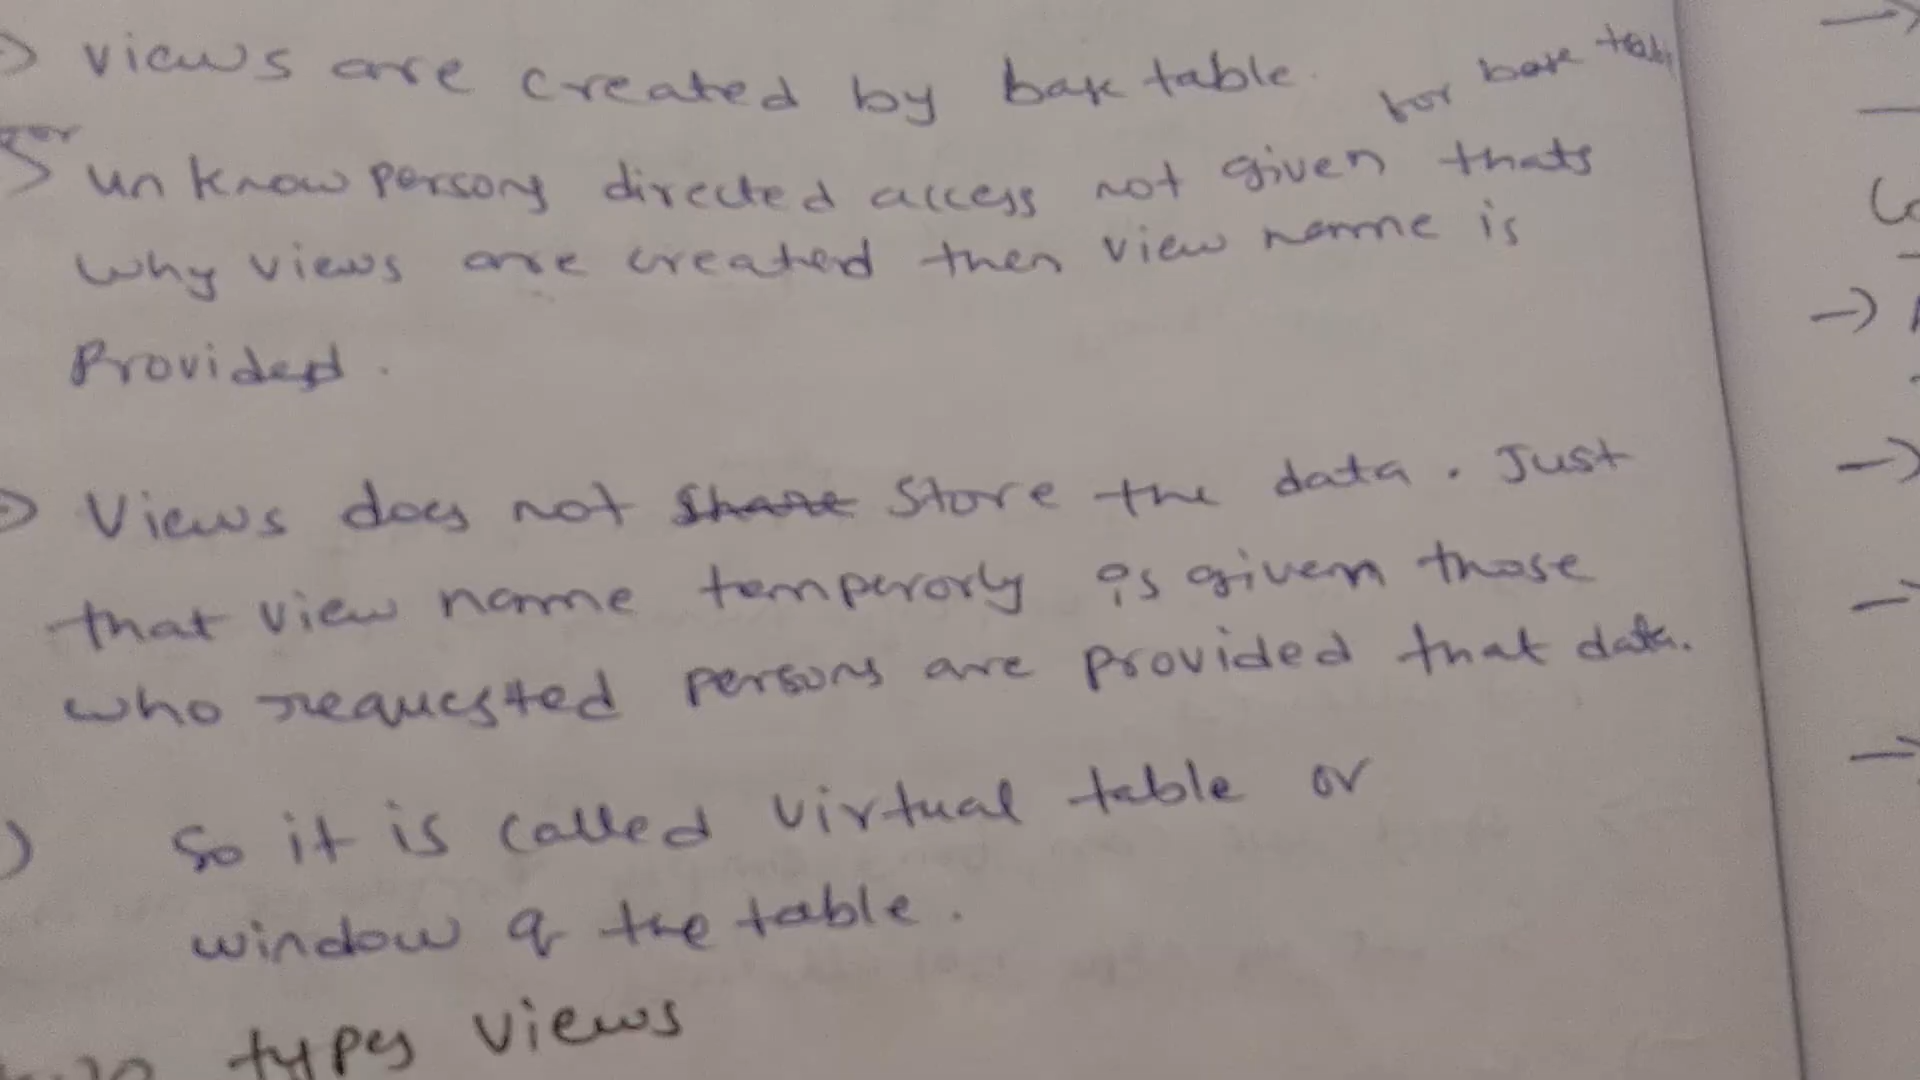 → views are created by base table.
for base table
for unknow persons directed access not given thats
why views are created then view name is
Provided.
→ Views does not Share Store the data. Just
that view name temperorly is given those
who requested persons are provided that data.
So it is called virtual table or
window of the table.
types views